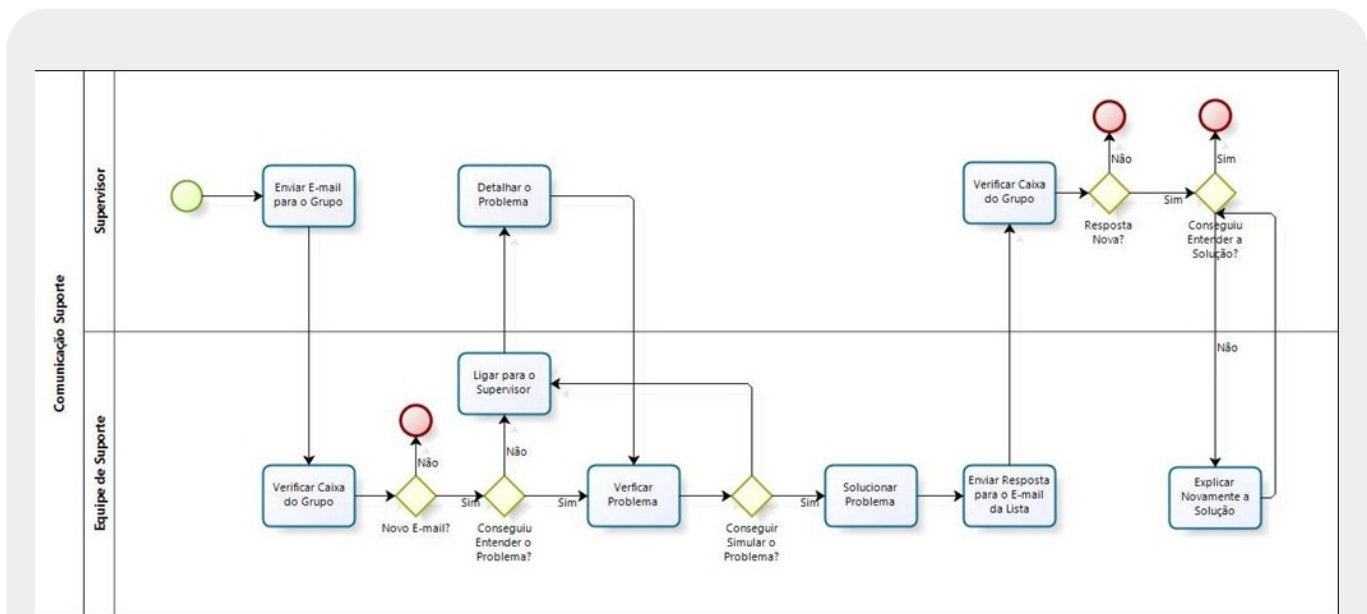 Comunicação Suporte
Supervisor
Enviar E-mail
para o Grupo
Detalhar o
Problema
Verificar Caixa
do Grupo
Não
Resposta
Nova?
Sim
Sim
Conseguiu
Entender a
Solução?
Não
Equipe de Suporte
Verificar Caixa
do Grupo
Não
Novo E-mail?
Sim
Ligar para o
Supervisor
Não
Conseguiu
Entender o
Problema?
Sim
Verficar
Problema
Conseguir
Simular o
Problema?
Sim
Solucionar
Problema
Enviar Resposta
para o E-mail
da Lista
Explicar
Novamente a
Solução